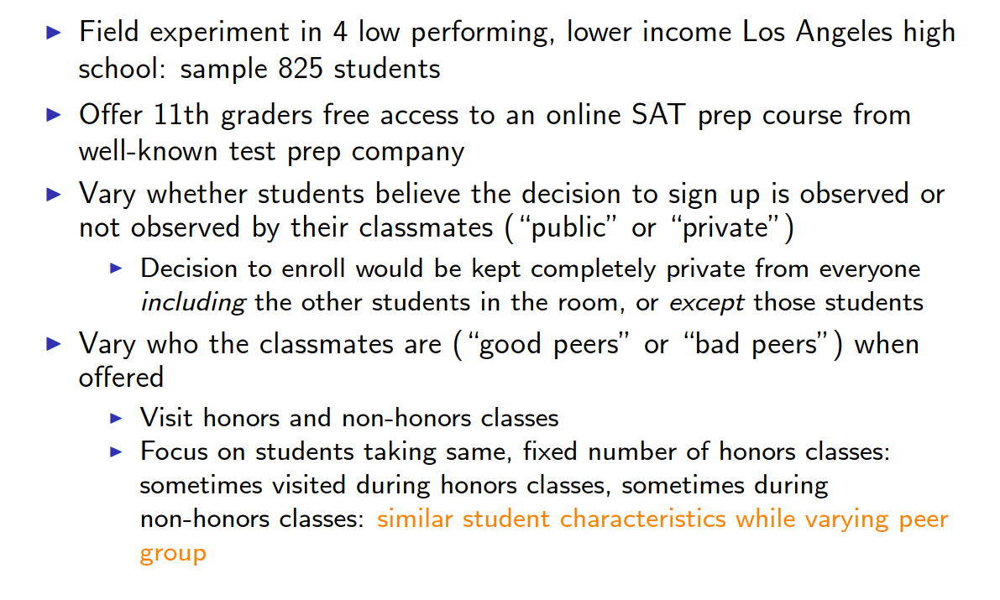 Field experiment in 4 low performing, lower income Los Angeles high
school: sample 825 students
Offer 11th graders free access to an online SAT prep course from
well-known test prep company
Vary whether students believe the decision to sign up is observed or
not observed by their classmates (“public” or “private”)
Decision to enroll would be kept completely private from everyone
including the other students in the room, or except those students
Vary who the classmates are (“good peers” or “bad peers”) when
offered
Visit honors and non-honors classes
Focus on students taking same, fixed number of honors classes:
sometimes visited during honors classes, sometimes during
non-honors classes: similar student characteristics while varying peer
group